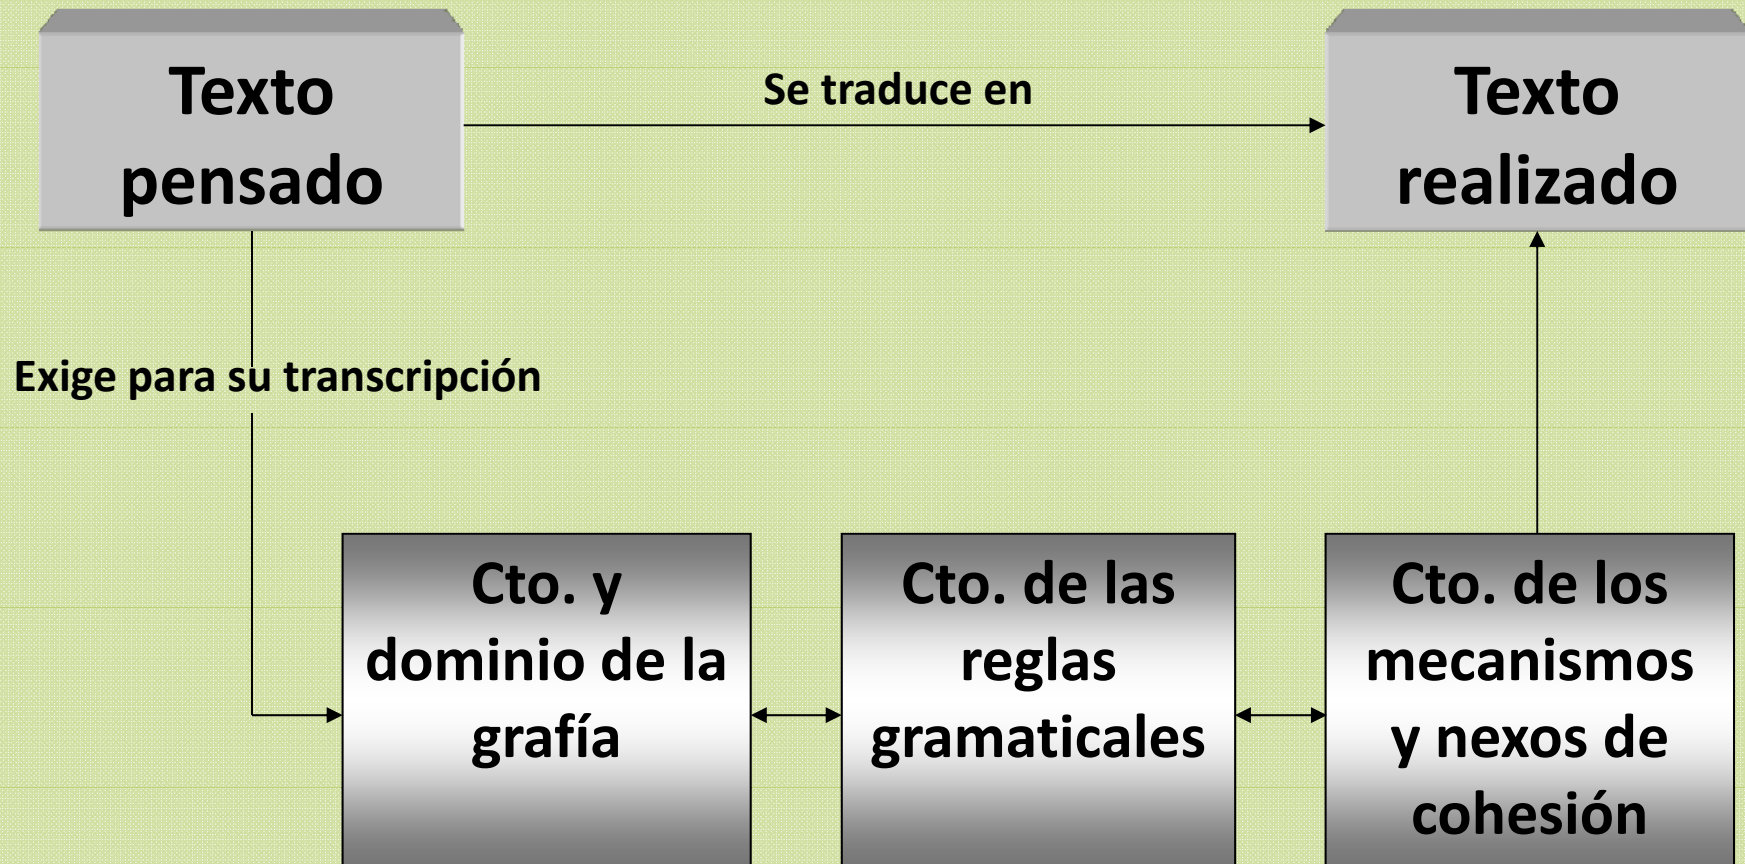 Texto
pensado
Se traduce en
Texto
realizado
Exige para su transcripción
Cto. y
dominio de la
grafía
Cto. de las
reglas
gramaticales
Cto. de los
mecanismos
y nexos de
cohesión